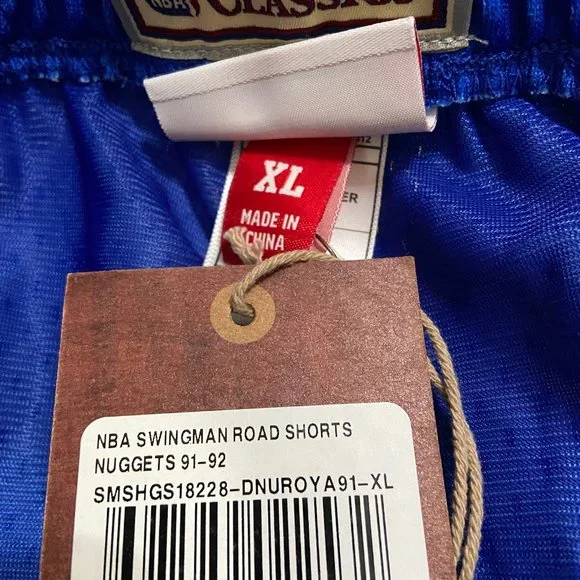 NBA
CLASSICS
XL
MADE IN
CHINA
NBA SWINGMAN ROAD SHORTS
NUGGETS 91-92
SMSHGS18228-DNUROYA91-XL